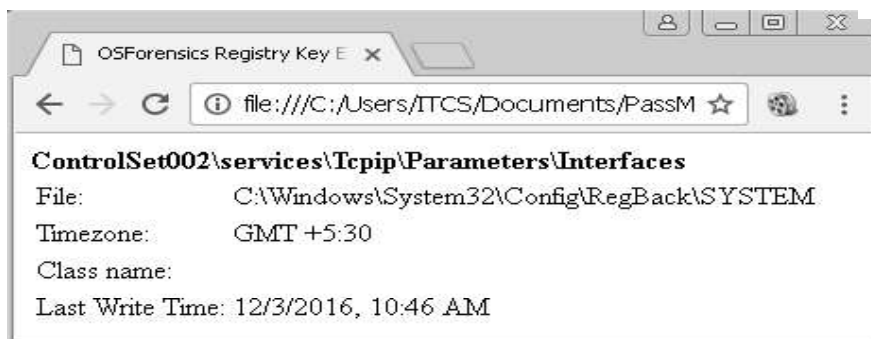 OSForensics Registry Key E
file:///C:/Users/ITCS/Documents/PassM
ControlSet002\services\Tcpip\Parameters\Interfaces
File: C:\Windows\System32\Config\RegBack\SYSTEM
Timezone: GMT +5:30
Class name:
Last Write Time: 12/3/2016, 10:46 AM